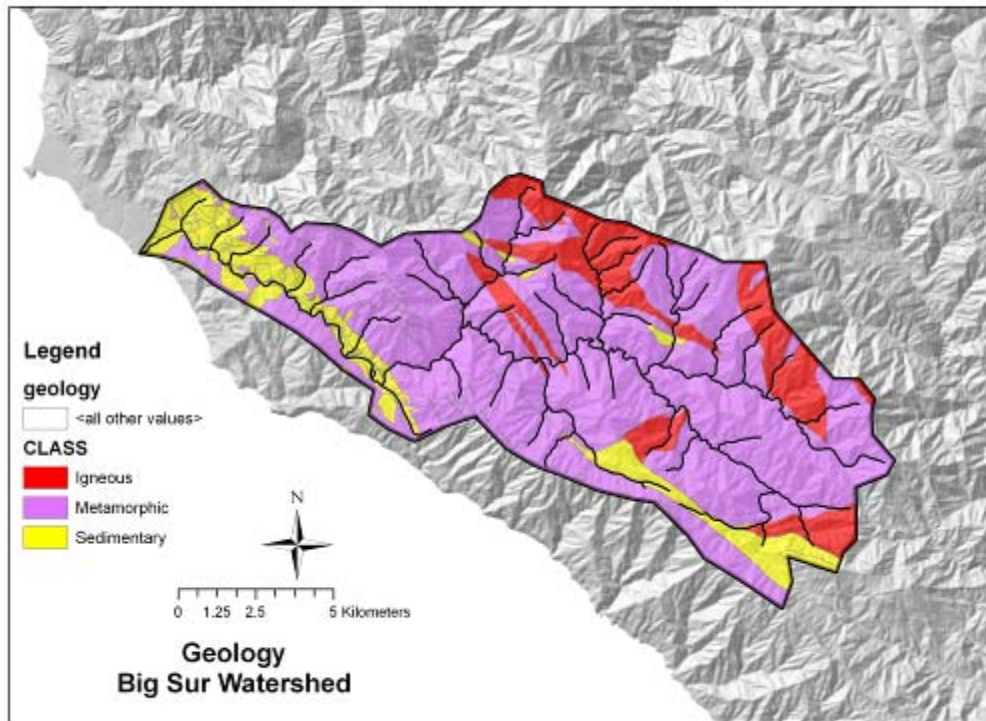 Legend
geology
<all other values>
CLASS
Igneous
Metamorphic
Sedimentary
N
0 1.25 2.5 5 Kilometers
Geology
Big Sur Watershed